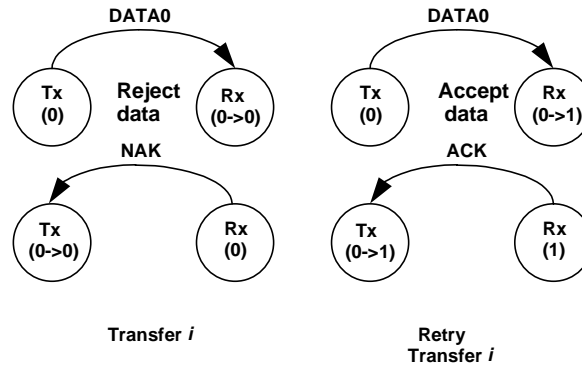 DATA0
Tx
(0)
Reject
data
Rx
(0->0)
NAK
Tx
(0->0)
Rx
(0)
Transfer i
DATA0
Tx
(0)
Accept
data
Rx
(0->1)
ACK
Tx
(0->1)
Rx
(1)
Retry
Transfer i